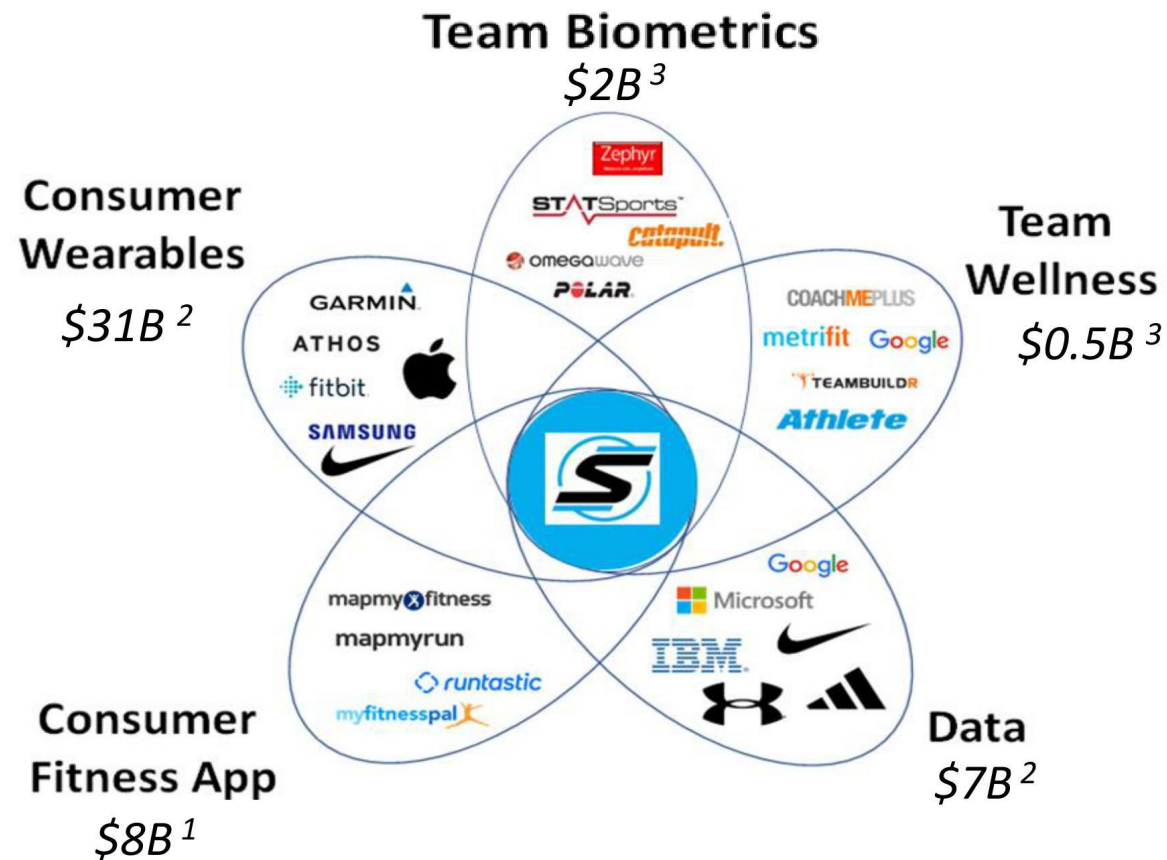 Team Biometrics
$2B 3
Zephyr
STATSports™
catapult.
omegawave
POLAR.
Consumer
Wearables
$31B 2
GARMIN.
ATHOS
fitbit
SAMSUNG
Team
Wellness
$0.5B 3
COACHMEPLUS
metrifit Google
TEAMBUILDR
Athlete
S
mapmyfitness
mapmyrun
runtastic
myfitnesspal
Consumer
Fitness App
$8B 1
Google
Microsoft
IBM.
Data
$7B 2